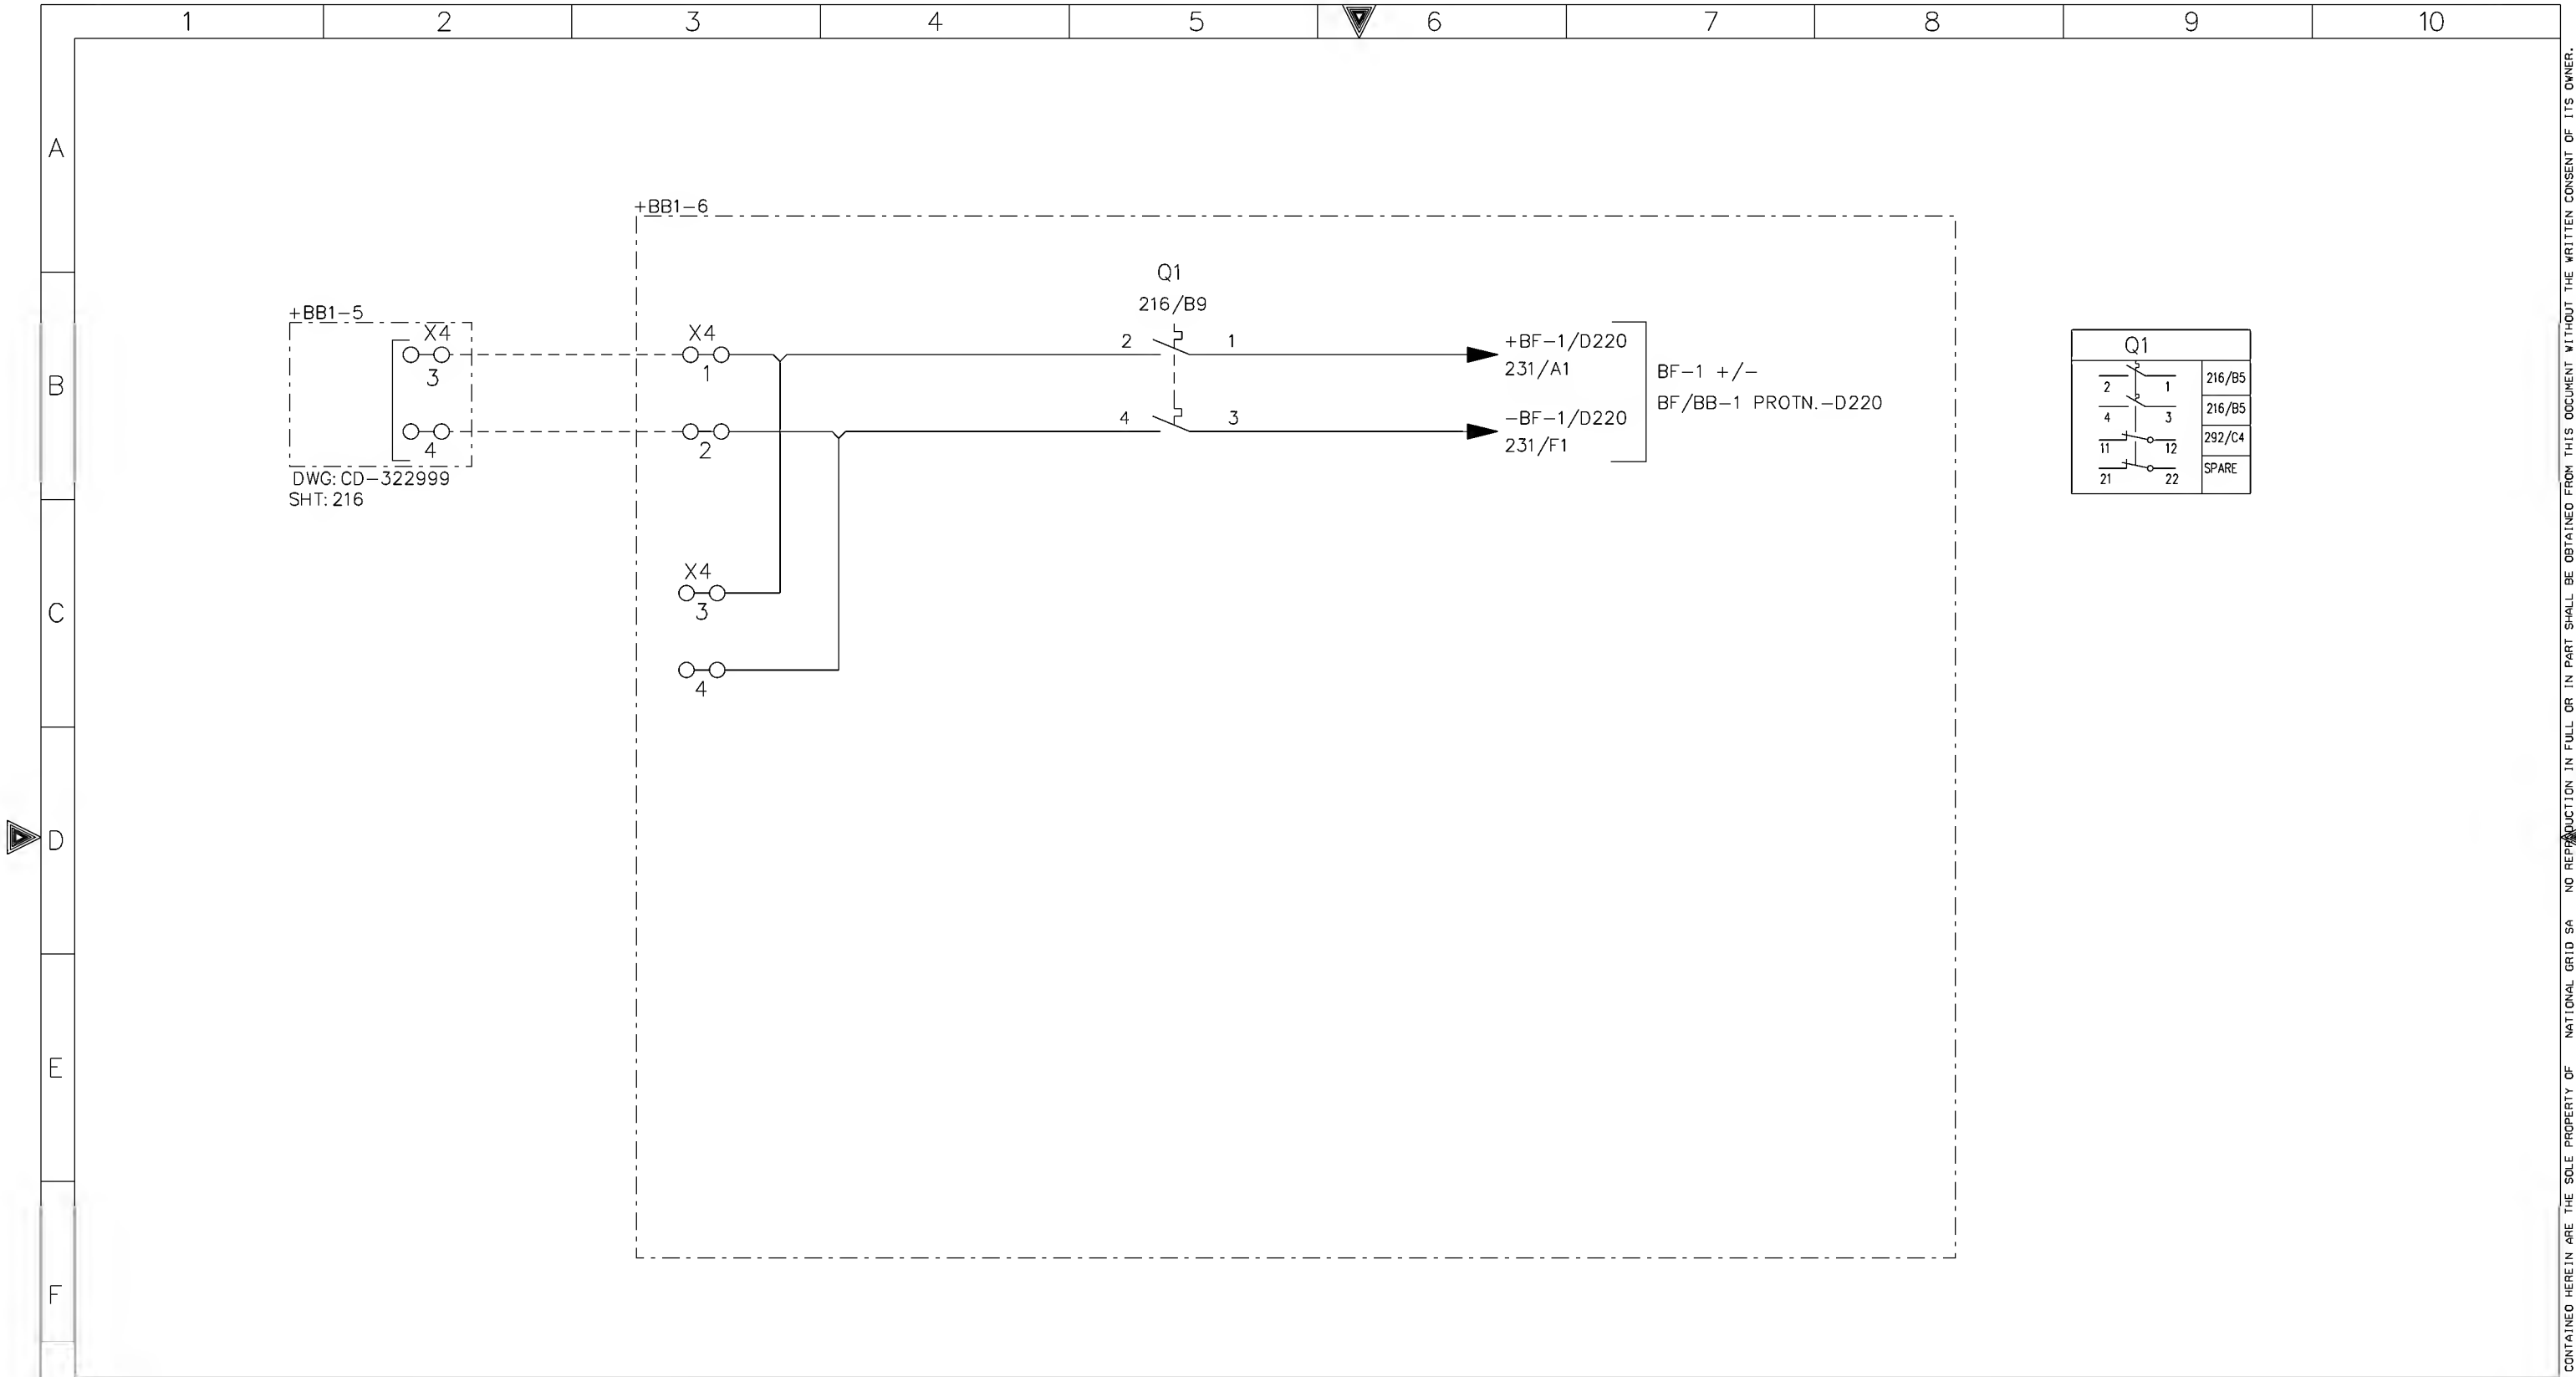 1 2 3 4 5 6 7 8 9 10
A
B
C
D
E
F
+BB1-5
X4
3
4
DWG: CD-322999
SHT: 216
+BB1-6
X4
1
2
X4
3
4
Q1
216/B9
2 1
4 3
+BF-1/D220
231/A1
-BF-1/D220
231/F1
BF-1 +/-
BF/BB-1 PROTN.-D220
Q1
2 1 216/B5
4 3 216/B5
11 12 292/C4
21 22 SPARE
CONTAINED HEREIN ARE THE SOLE PROPERTY OF NATIONAL GRID SA NO REPRODUCTION IN FULL OR IN PART SHALL BE OBTAINED FROM THIS DOCUMENT WITHOUT THE WRITTEN CONSENT OF ITS OWNER.